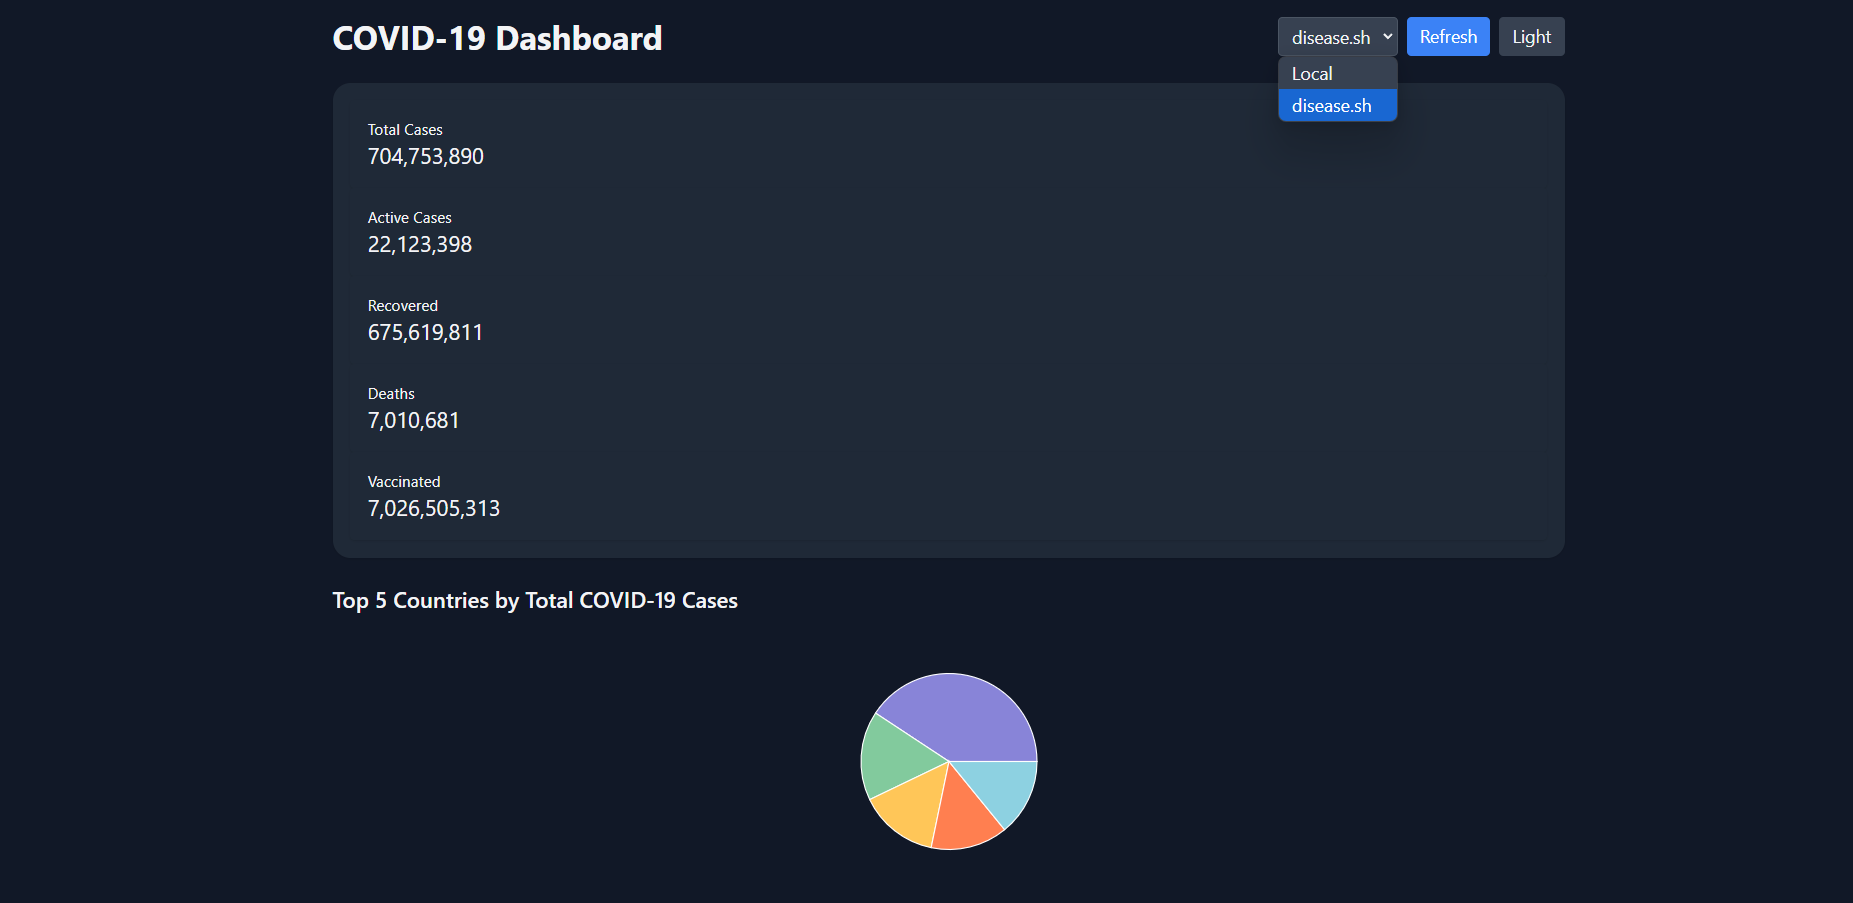 COVID-19 Dashboard
disease.sh
Refresh
Light
Local
disease.sh
Total Cases
704,753,890
Active Cases
22,123,398
Recovered
675,619,811
Deaths
7,010,681
Vaccinated
7,026,505,313
Top 5 Countries by Total COVID-19 Cases